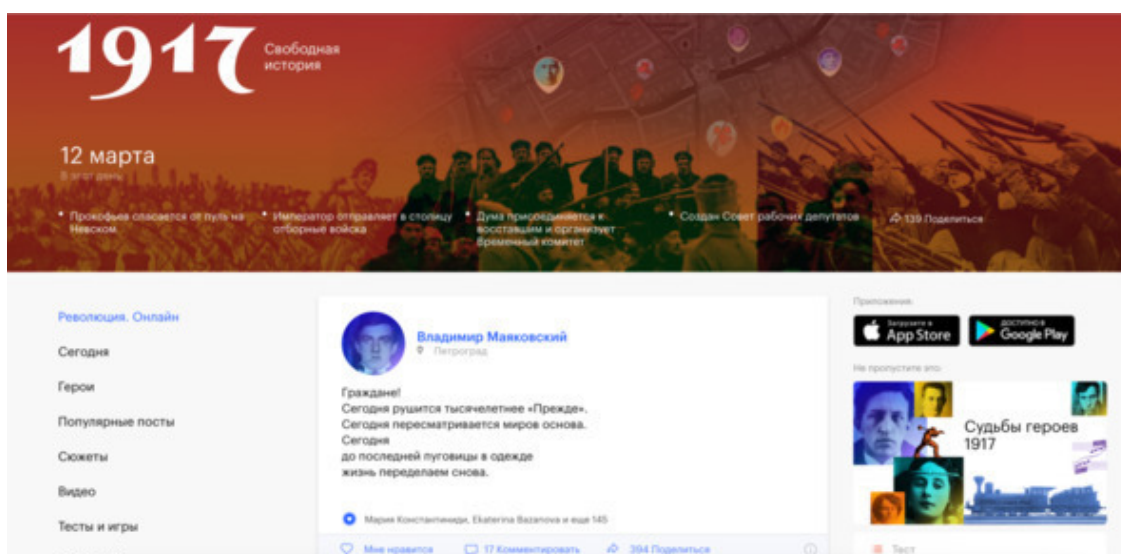 1917
Свободная
история
12 марта
В этот день
Прокофьев спасается от пуль на
Невском
Император отправляет в столицу
отборные войска
Дума присоединяется к
восставшим и организует
Временный комитет
Создан Совет рабочих депутатов
139 Поделиться
Революция. Онлайн
Сегодня
Герои
Популярные посты
Сюжеты
Видео
Тесты и игры
Владимир Маяковский
Петроград
Граждане!
Сегодня рушится тысячелетнее «Прежде».
Сегодня пересматривается миров основа.
Сегодня
до последней пуговицы в одежде
жизнь переделаем снова.
Мария Константиниди, Ekaterina Bazanova и еще 145
Мне нравится 17 Комментировать 394 Поделиться
Приложения:
Загрузите в
App Store
ДОСТУПНО В
Google Play
Не пропустите это:
Судьбы героев
1917
Тест